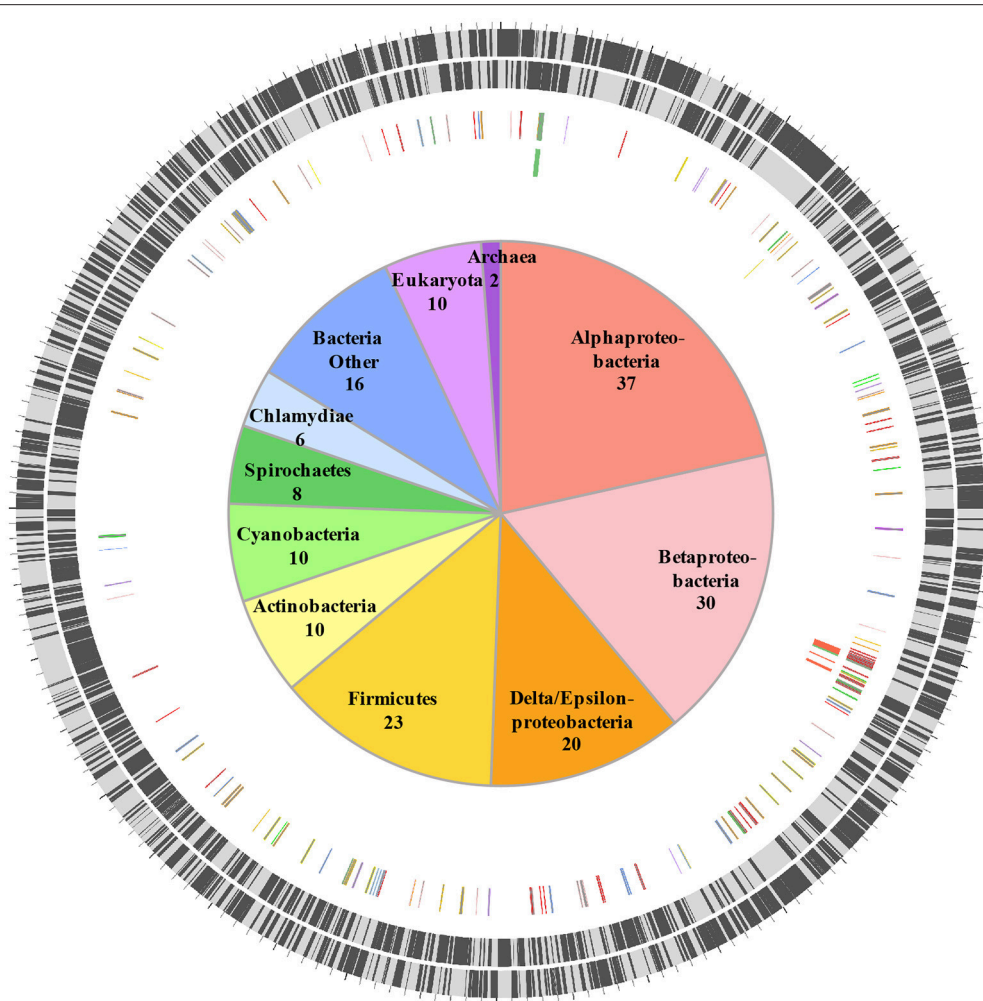 Archaea
2
Eukaryota
10
Alphaproteo-
bacteria
37
Bacteria
Other
16
Chlamydiae
6
Spirochaetes
8
Cyanobacteria
10
Actinobacteria
10
Firmicutes
23
Delta/Epsilon-
proteobacteria
20
Betaproteo-
bacteria
30